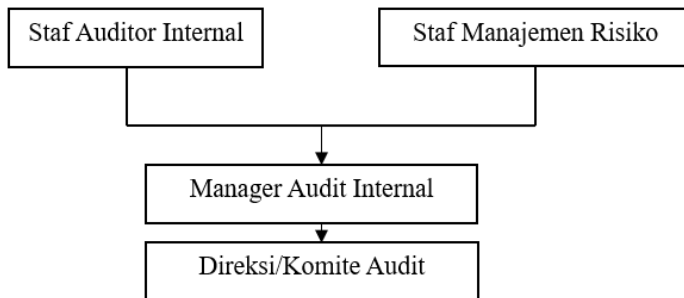 Staf Auditor Internal
Staf Manajemen Risiko
Manager Audit Internal
Direksi/Komite Audit